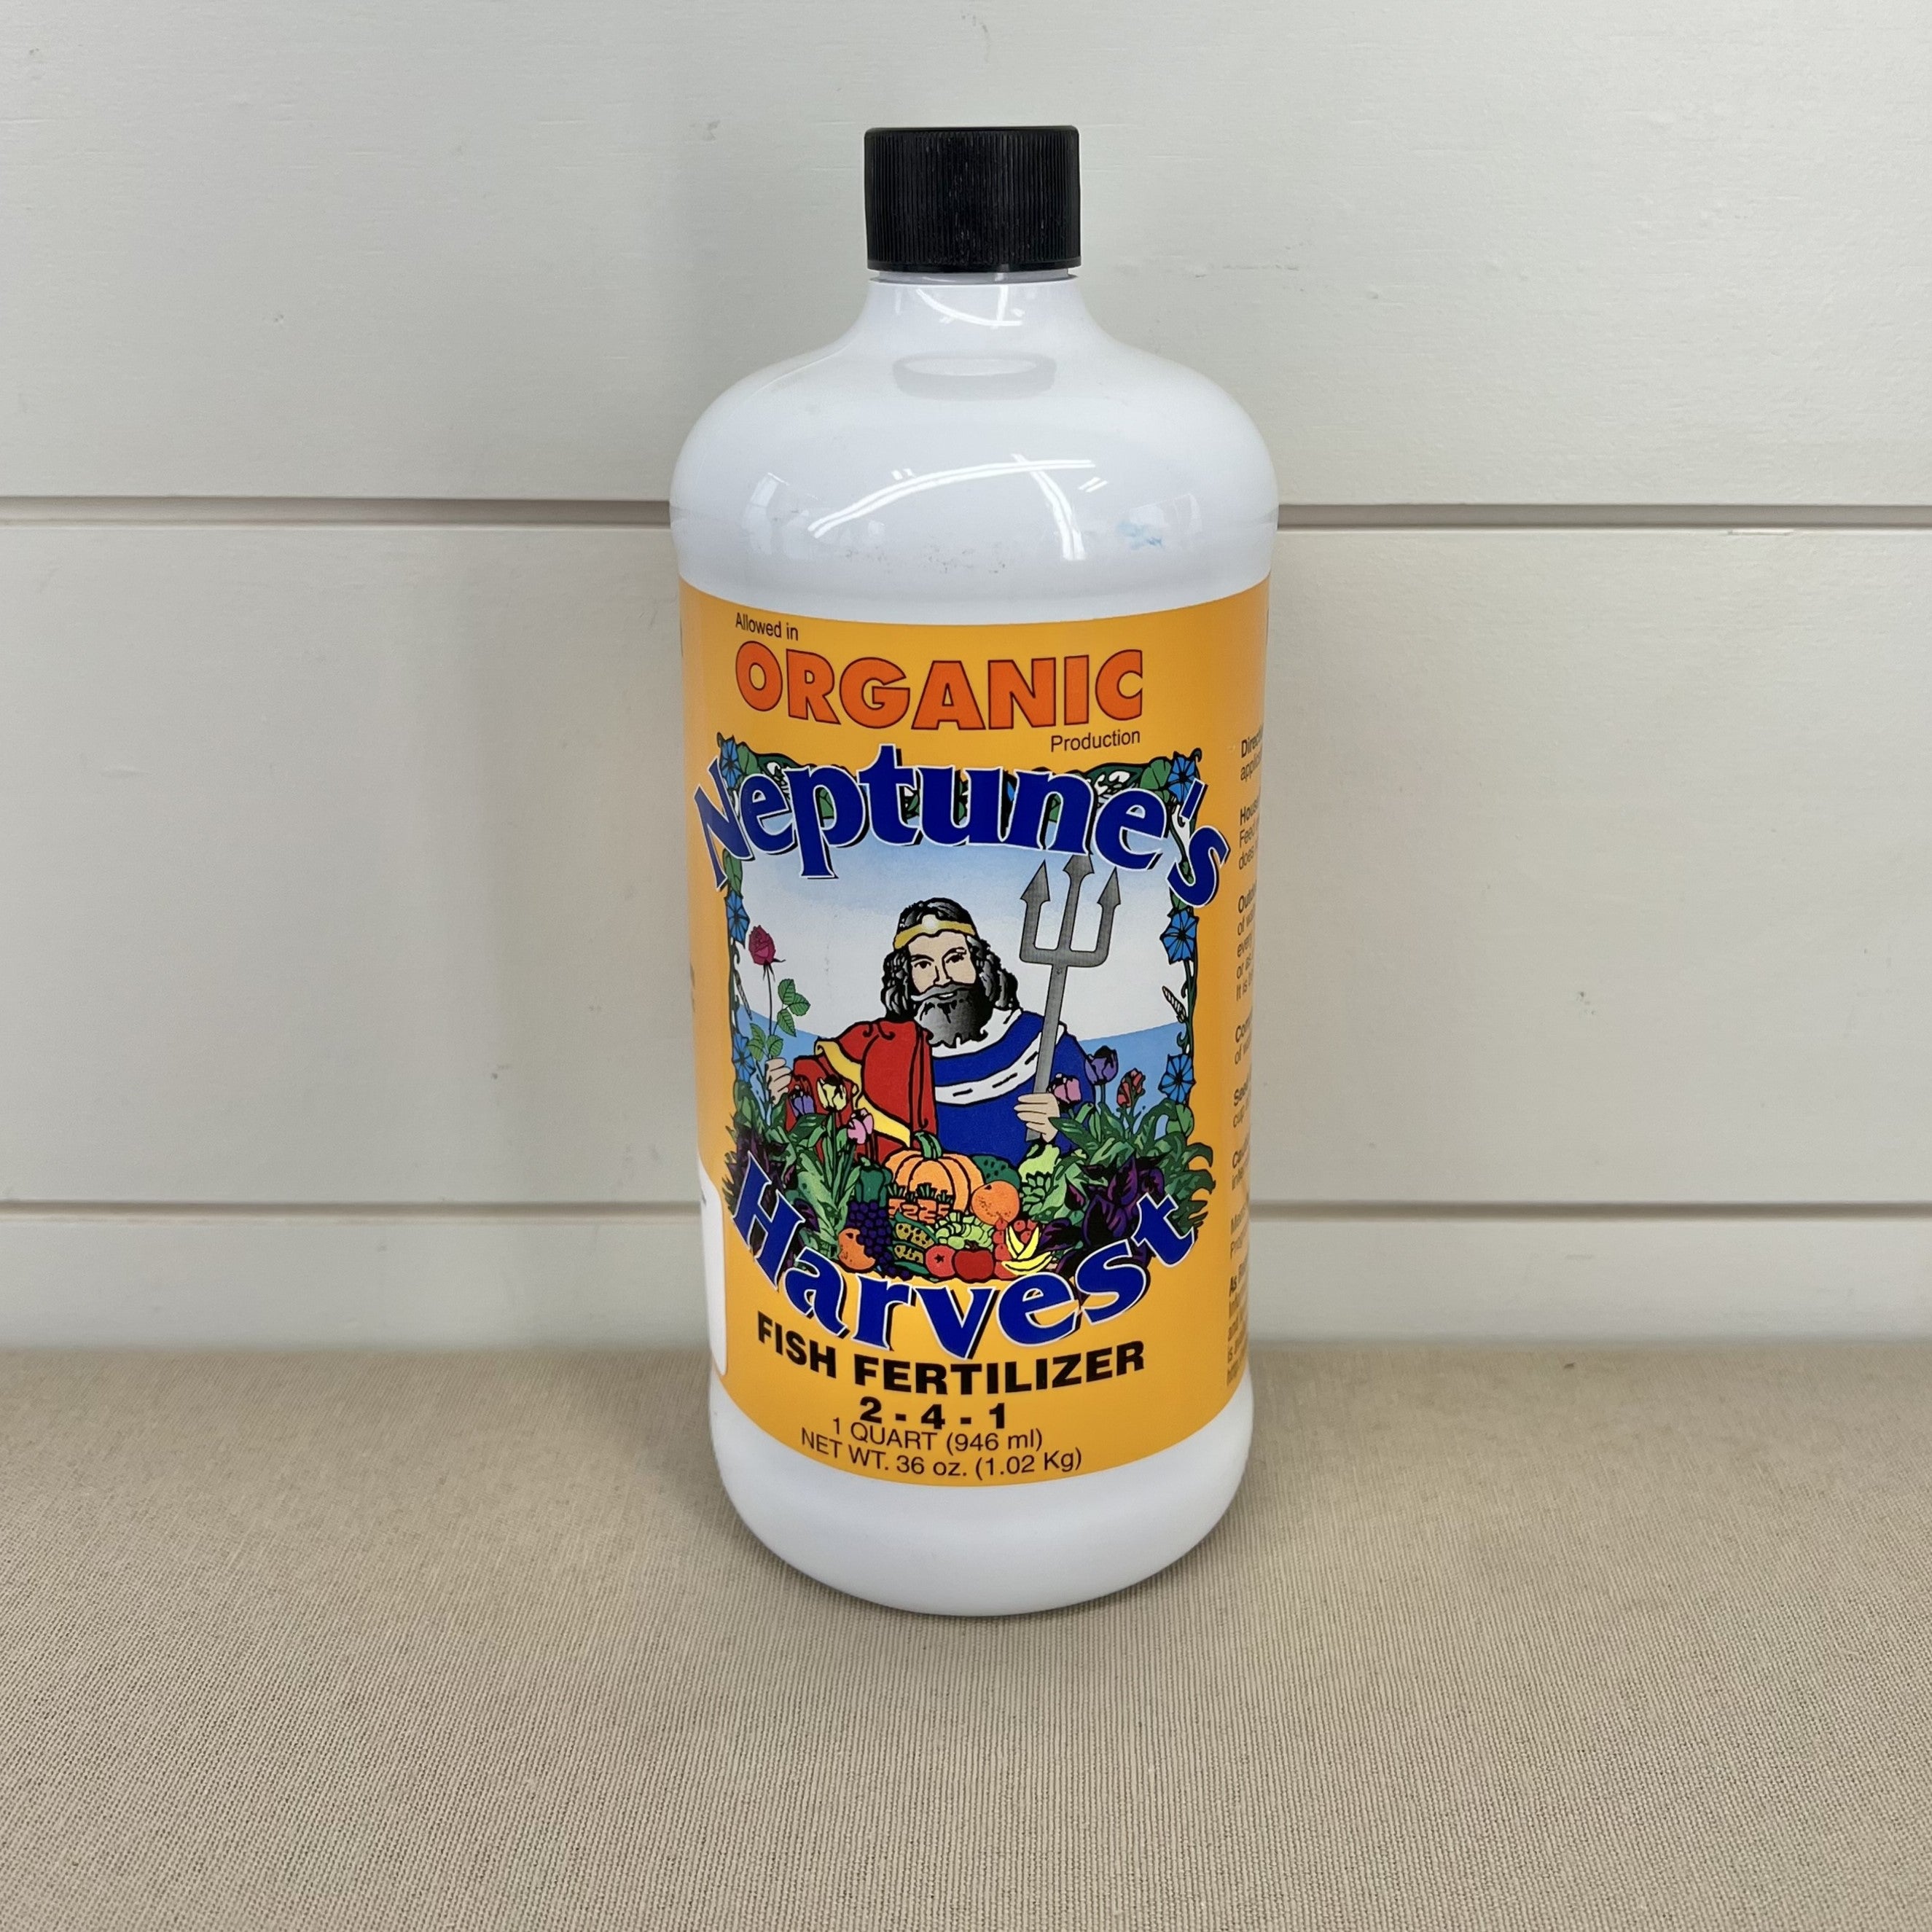 Allowed in
ORGANIC
Production
Neptune's
Harvest
FISH FERTILIZER
2 - 4 - 1
1 QUART (946 ml)
NET WT. 36 oz. (1.02 Kg)